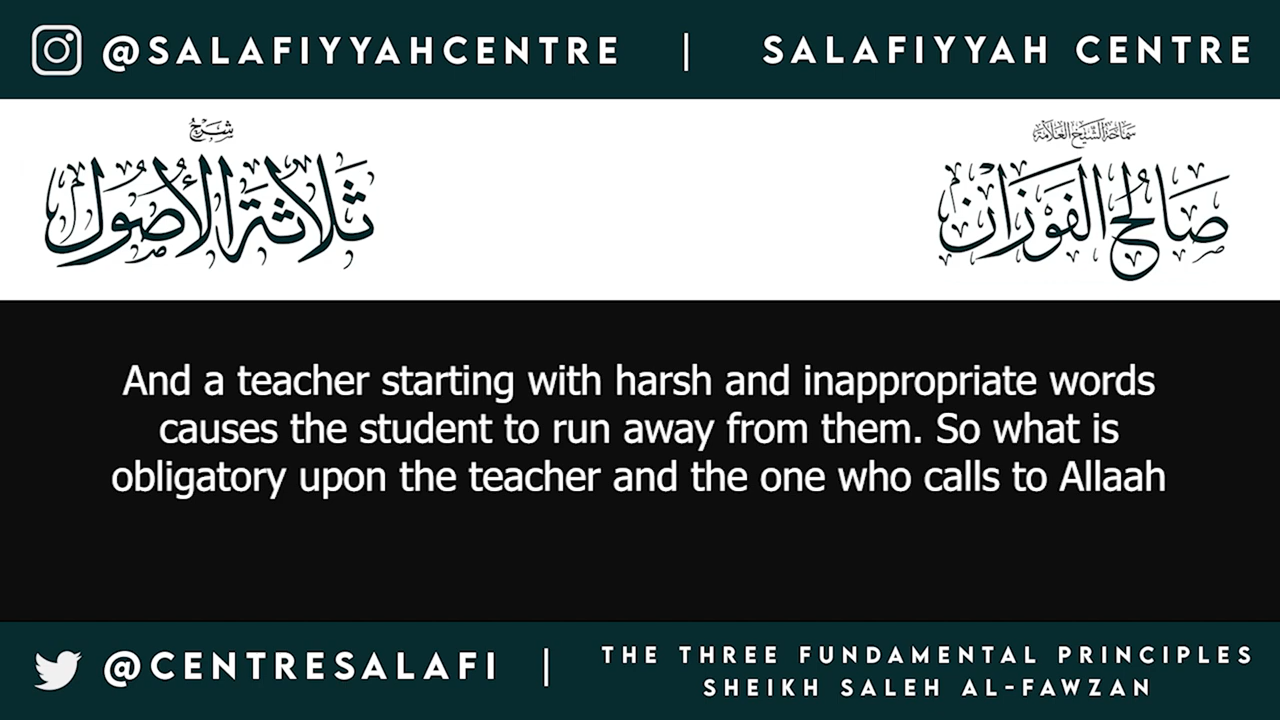 @SALAFIYYAHCENTRE | SALAFIYYAH CENTRE
شرح
ثلاثة الأصول
سماحة الشيخ العلامة
صالح الفوزان
And a teacher starting with harsh and inappropriate words
causes the student to run away from them. So what is
obligatory upon the teacher and the one who calls to Allaah
@CENTRESALAFI |
THE THREE FUNDAMENTAL PRINCIPLES
SHEIKH SALEH AL-FAWZAN